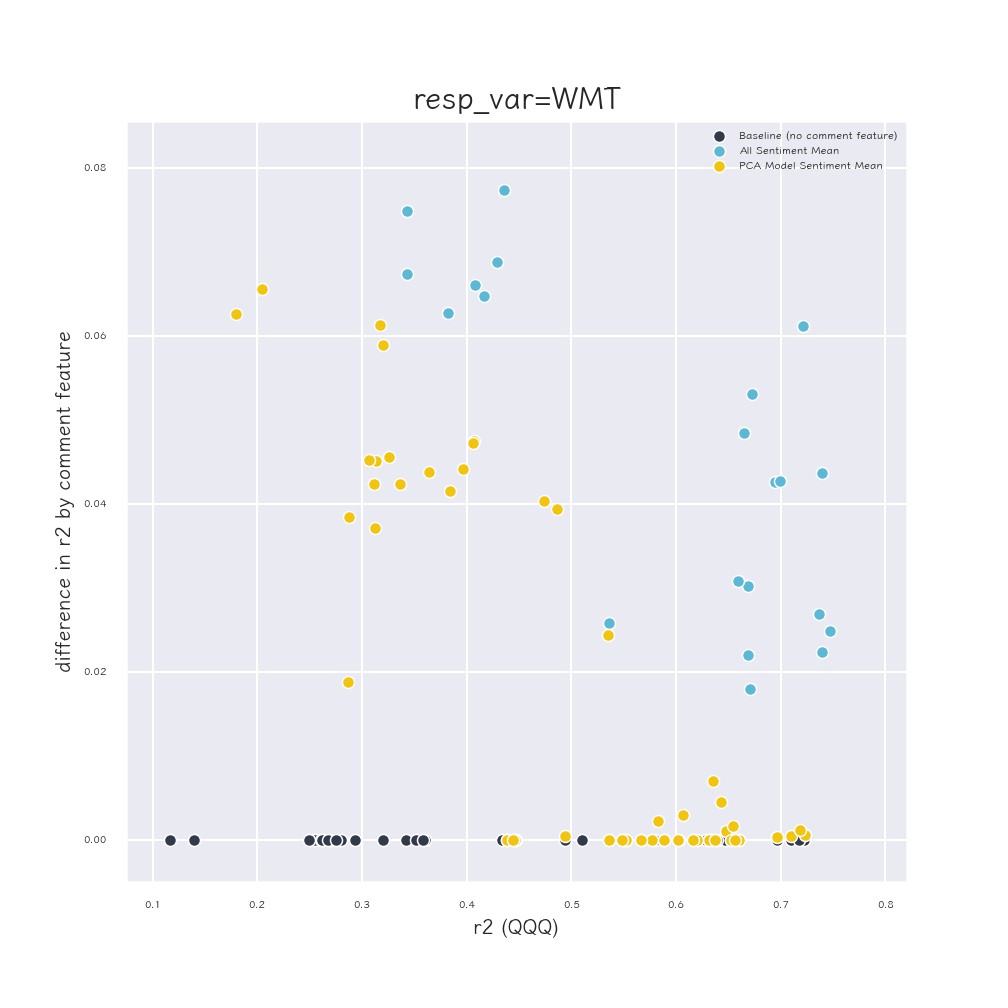 resp_var=WMT
Baseline (no comment feature)
All Sentiment Mean
PCA Model Sentiment Mean
difference in r2 by comment feature
0.08
0.06
0.04
0.02
0.00
0.1 0.2 0.3 0.4 0.5 0.6 0.7 0.8
r2 (QQQ)